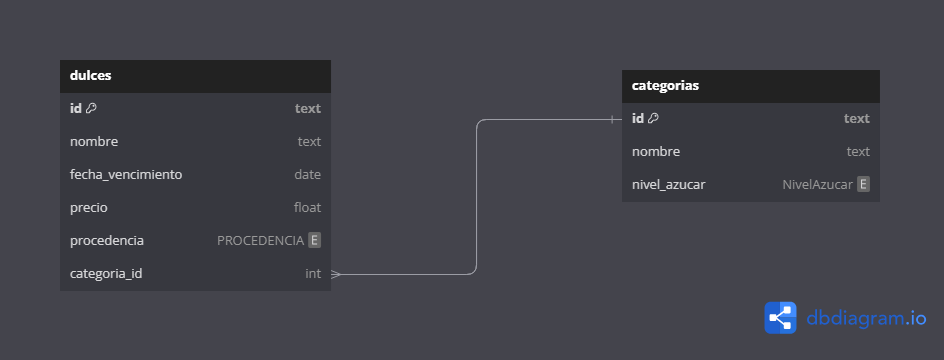 dulces
id text
nombre text
fecha_vencimiento date
precio float
procedencia PROCEDENCIA E
categoria_id int
categorias
id text
nombre text
nivel_azucar NivelAzucar E
dbdiagram.io